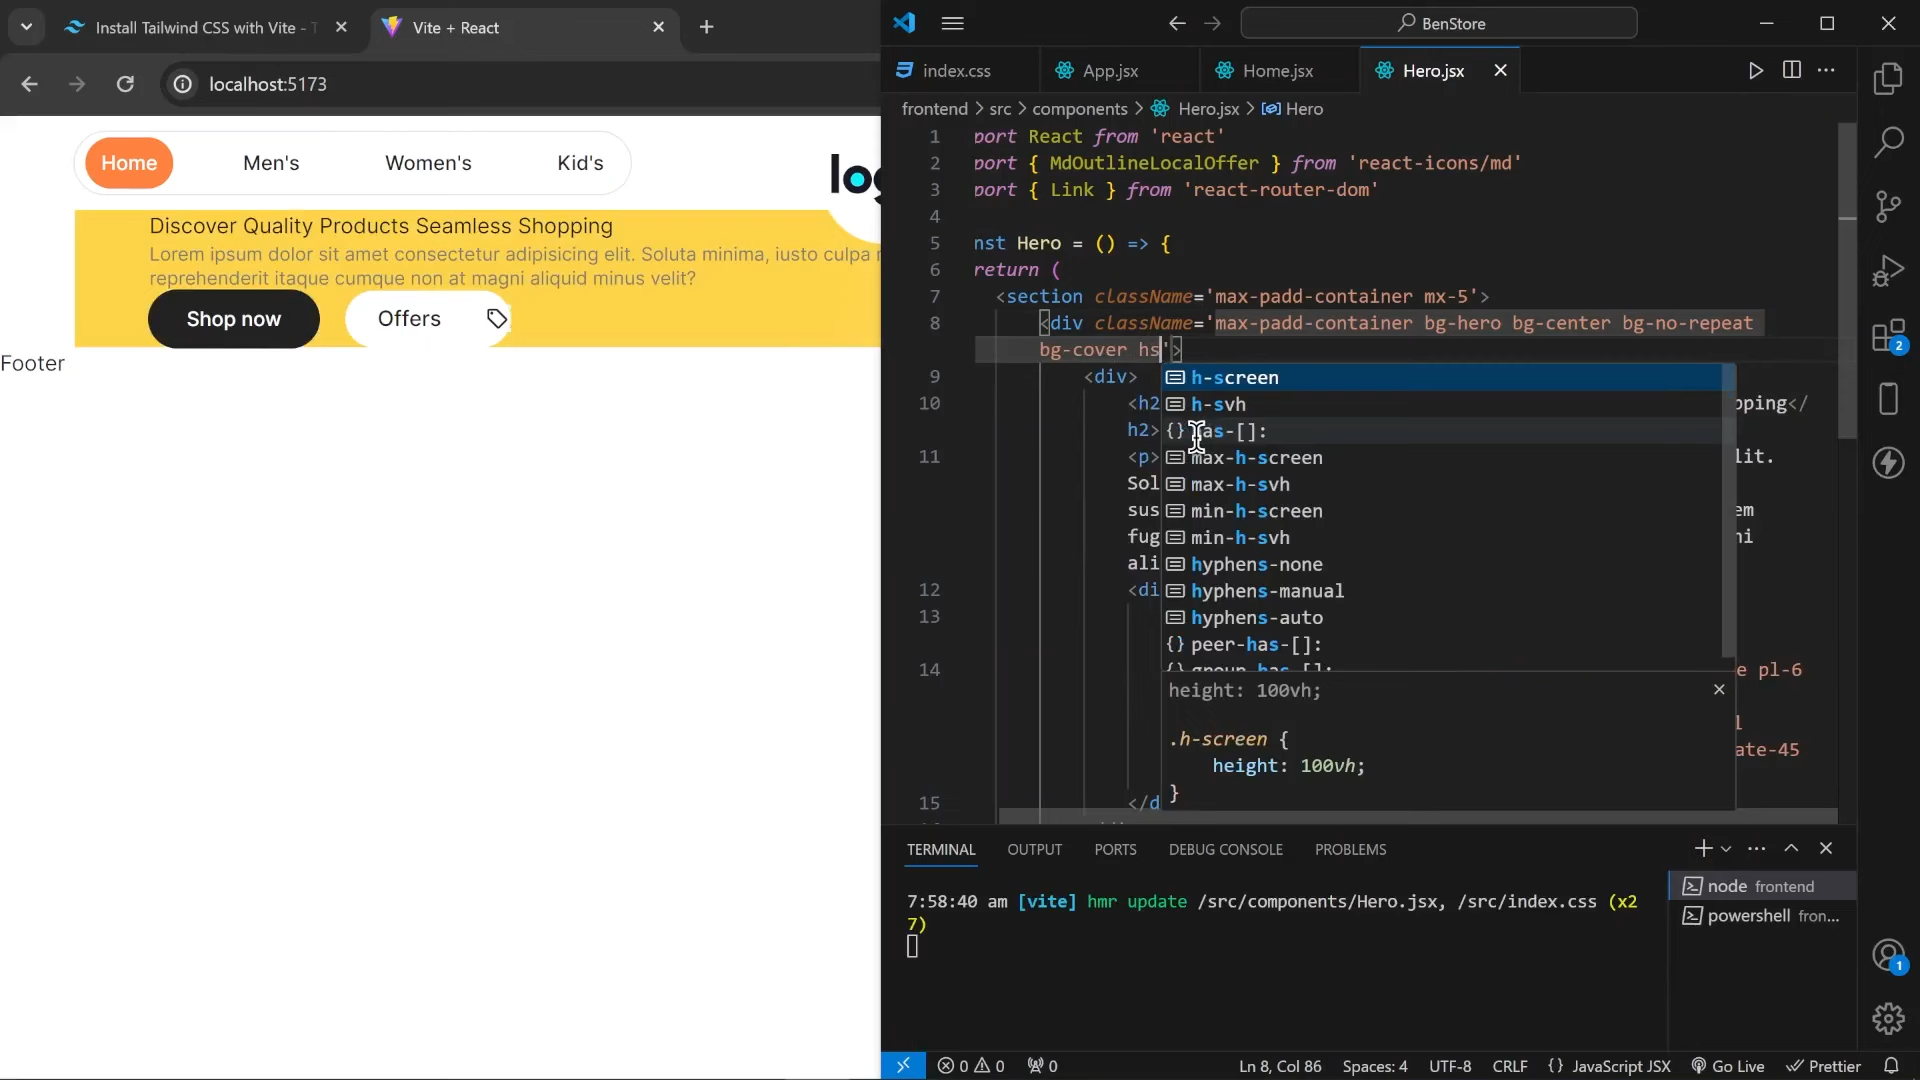 Install Tailwind CSS with Vite - T
Vite + React
localhost:5173
Home
Men's
Women's
Kid's
Discover Quality Products Seamless Shopping
Lorem ipsum dolor sit amet consectetur adipisicing elit. Soluta minima, iusto culpa
reprehenderit itaque cumque non at magni aliquid minus velit?
Shop now
Offers
Footer
BenStore
index.css
App.jsx
Home.jsx
Hero.jsx
frontend > src > components > Hero.jsx > Hero
1 port React from 'react'
2 port { MdOutlineLocalOffer } from 'react-icons/md'
3 port { Link } from 'react-router-dom'
4
5 nst Hero = () => {
6 return (
7 <section className='max-padd-container mx-5'>
8 <div className='max-padd-container bg-hero bg-center bg-no-repeat
bg-cover hs'>
9 <div>
h-screen
h-svh
10 <h2
pping</
h2>
has-[]:
11 <p>
max-h-screen
lit.
Sol
max-h-svh
sus
min-h-screen
em
fug
min-h-svh
ni
ali
hyphens-none
12 <di
hyphens-manual
13
hyphens-auto
peer-has-[]:
14
group-has-[]:
e pl-6
height: 100vh;
l
.h-screen {
ate-45
height: 100vh;
}
15 </d
TERMINAL
OUTPUT
PORTS
DEBUG CONSOLE
PROBLEMS
7:58:40 am [vite] hmr update /src/components/Hero.jsx, /src/index.css (x2
7)
node frontend
powershell fron...
2
1
0
0
0
Ln 8, Col 86
Spaces: 4
UTF-8
CRLF
{} JavaScript JSX
Go Live
Prettier